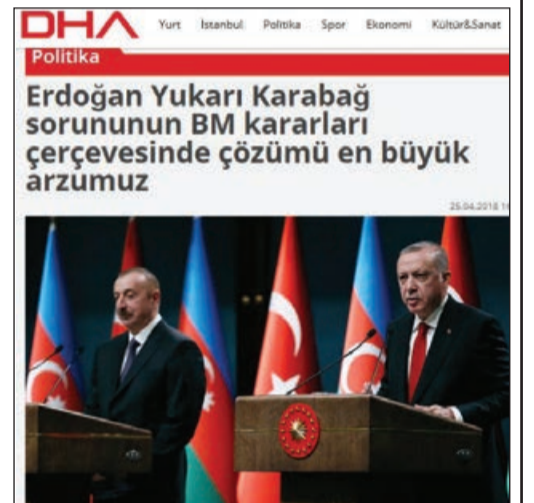 DHA Yurt İstanbul Politika Spor Ekonomi Kültür&Sanat
Politika
Erdoğan Yukarı Karabağ
sorununun BM kararları
çerçevesinde çözümü en büyük
arzumuz
25.04.2018